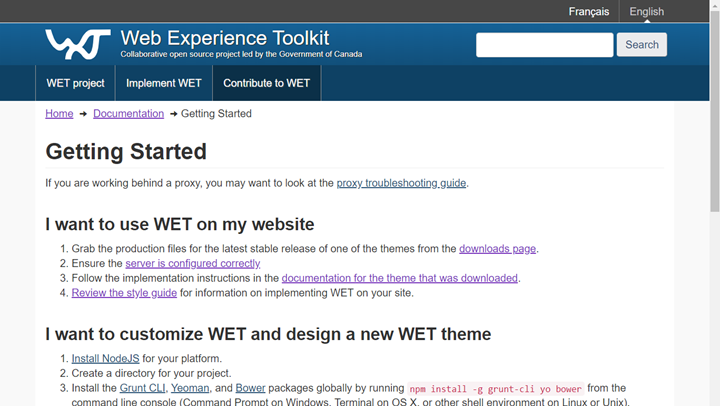 Français English
Web Experience Toolkit
Collaborative open source project led by the Government of Canada
Search
WET project Implement WET Contribute to WET
Home ➜ Documentation ➜ Getting Started
Getting Started
If you are working behind a proxy, you may want to look at the proxy troubleshooting guide.
I want to use WET on my website
1. Grab the production files for the latest stable release of one of the themes from the downloads page.
2. Ensure the server is configured correctly
3. Follow the implementation instructions in the documentation for the theme that was downloaded.
4. Review the style guide for information on implementing WET on your site.
I want to customize WET and design a new WET theme
1. Install NodeJS for your platform.
2. Create a directory for your project.
3. Install the Grunt CLI, Yeoman, and Bower packages globally by running npm install -g grunt-cli yo bower from the
command line console (Command Prompt on Windows, Terminal on OS X, or other shell environment on Linux or Unix).